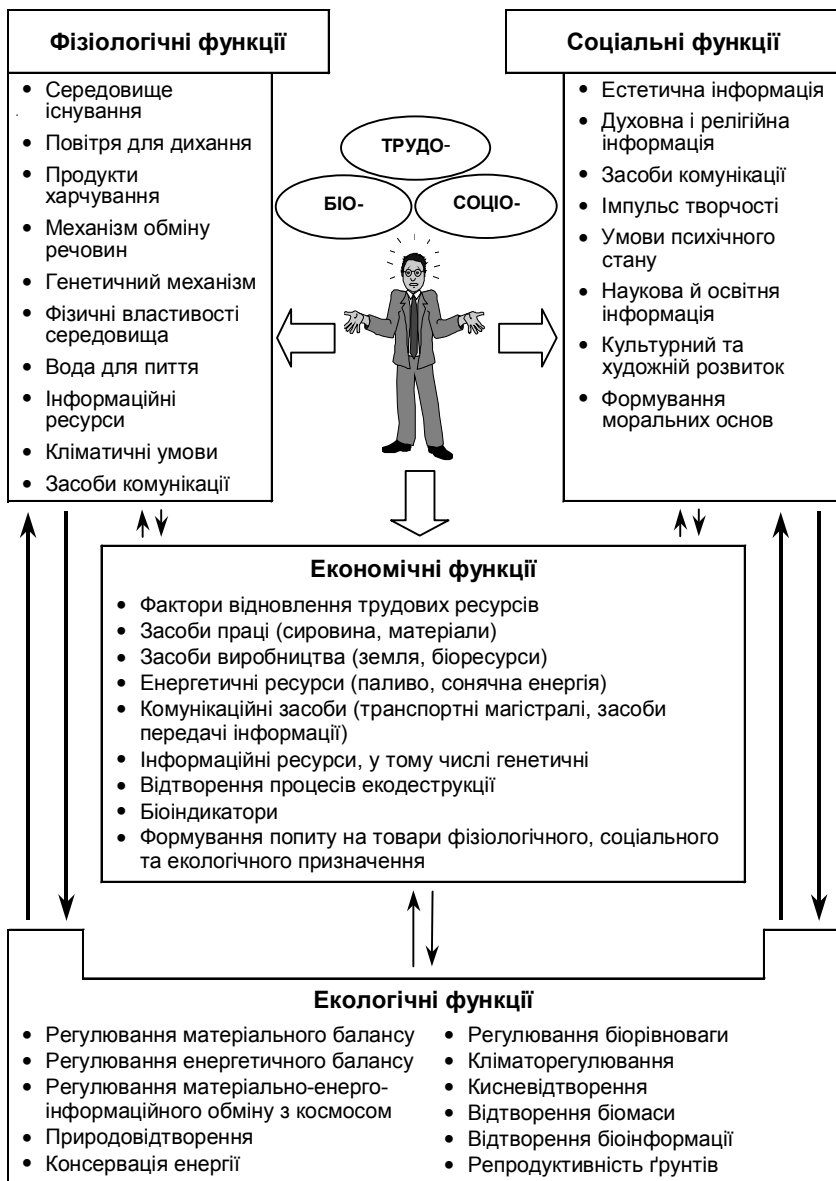 Фізіологічні функції
• Середовище
існування
• Повітря для дихання
• Продукти
харчування
• Механізм обміну
речовин
• Генетичний механізм
• Фізичні властивості
середовища
• Вода для пиття
• Інформаційні
ресурси
• Кліматичні умови
• Засоби комунікації
ТРУДО-
БІО-
СОЦІО-
Соціальні функції
• Естетична інформація
• Духовна і релігійна
інформація
• Засоби комунікації
• Імпульс творчості
• Умови психічного
стану
• Наукова й освітня
інформація
• Культурний та
художній розвиток
• Формування
моральних основ
Економічні функції
• Фактори відновлення трудових ресурсів
• Засоби праці (сировина, матеріали)
• Засоби виробництва (земля, біоресурси)
• Енергетичні ресурси (паливо, сонячна енергія)
• Комунікаційні засоби (транспортні магістралі, засоби
передачі інформації)
• Інформаційні ресурси, у тому числі генетичні
• Відтворення процесів екодеструкції
• Біоіндикатори
• Формування попиту на товари фізіологічного, соціального
та екологічного призначення
Екологічні функції
• Регулювання матеріального балансу
• Регулювання енергетичного балансу
• Регулювання матеріально-енерго-
інформаційного обміну з космосом
• Природовідтворення
• Консервація енергії
• Регулювання біорівноваги
• Кліматорегулювання
• Кисневідтворення
• Відтворення біомаси
• Відтворення біоінформації
• Репродуктивність ґрунтів